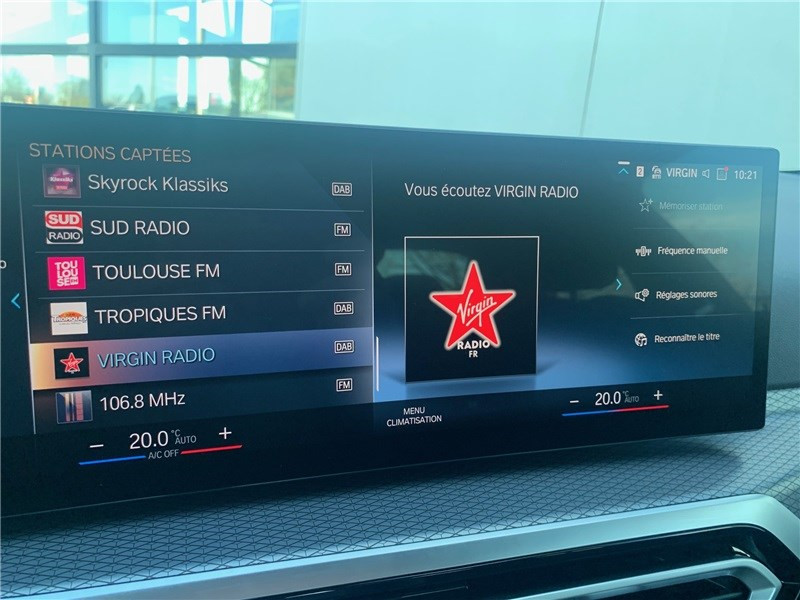 STATIONS CAPTÉES
Skyrock Klassiks DAB
SUD RADIO
SUD RADIO FM
TOULOUSE FM
TOULOUSE FM FM
TROPIQUES
TROPIQUES FM DAB
VIRGIN RADIO DAB
106.8 MHz FM
Vous écoutez VIRGIN RADIO
Virgin
RADIO
FR
VIRGIN 10:21
Mémoriser station
Fréquence manuelle
Réglages sonores
Reconnaître le titre
− 20.0 °C AUTO +
A/C OFF
MENU
CLIMATISATION
− 20.0 °C AUTO +